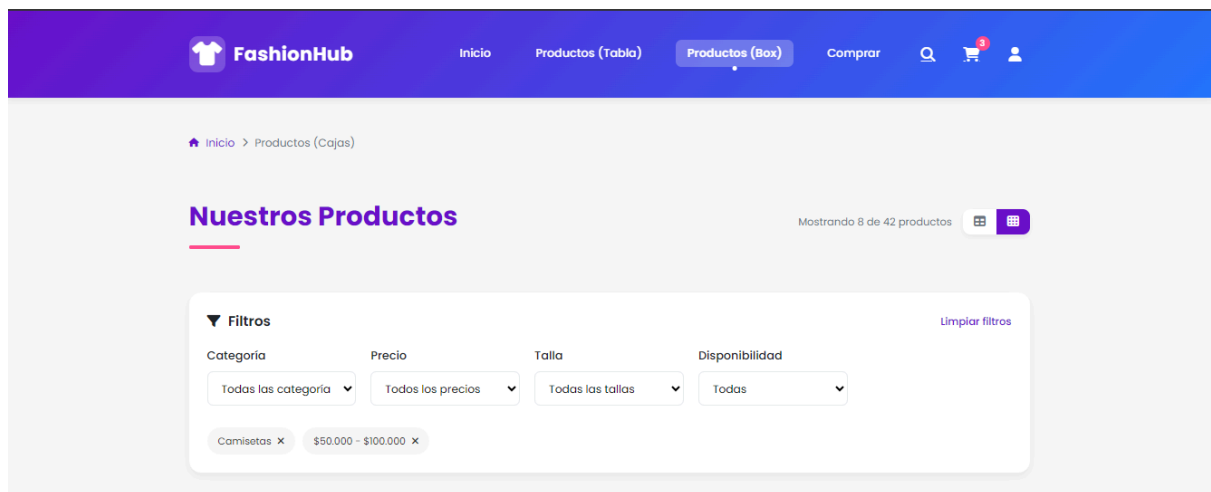 FashionHub Inicio Productos (Tabla) Productos (Box) Comprar 3
Inicio > Productos (Cajas)
Nuestros Productos
Mostrando 8 de 42 productos
Filtros Limpiar filtros
Categoría Precio Talla Disponibilidad
Todas las categoría Todos los precios Todas las tallas Todas
Camisetas × $50.000 - $100.000 ×